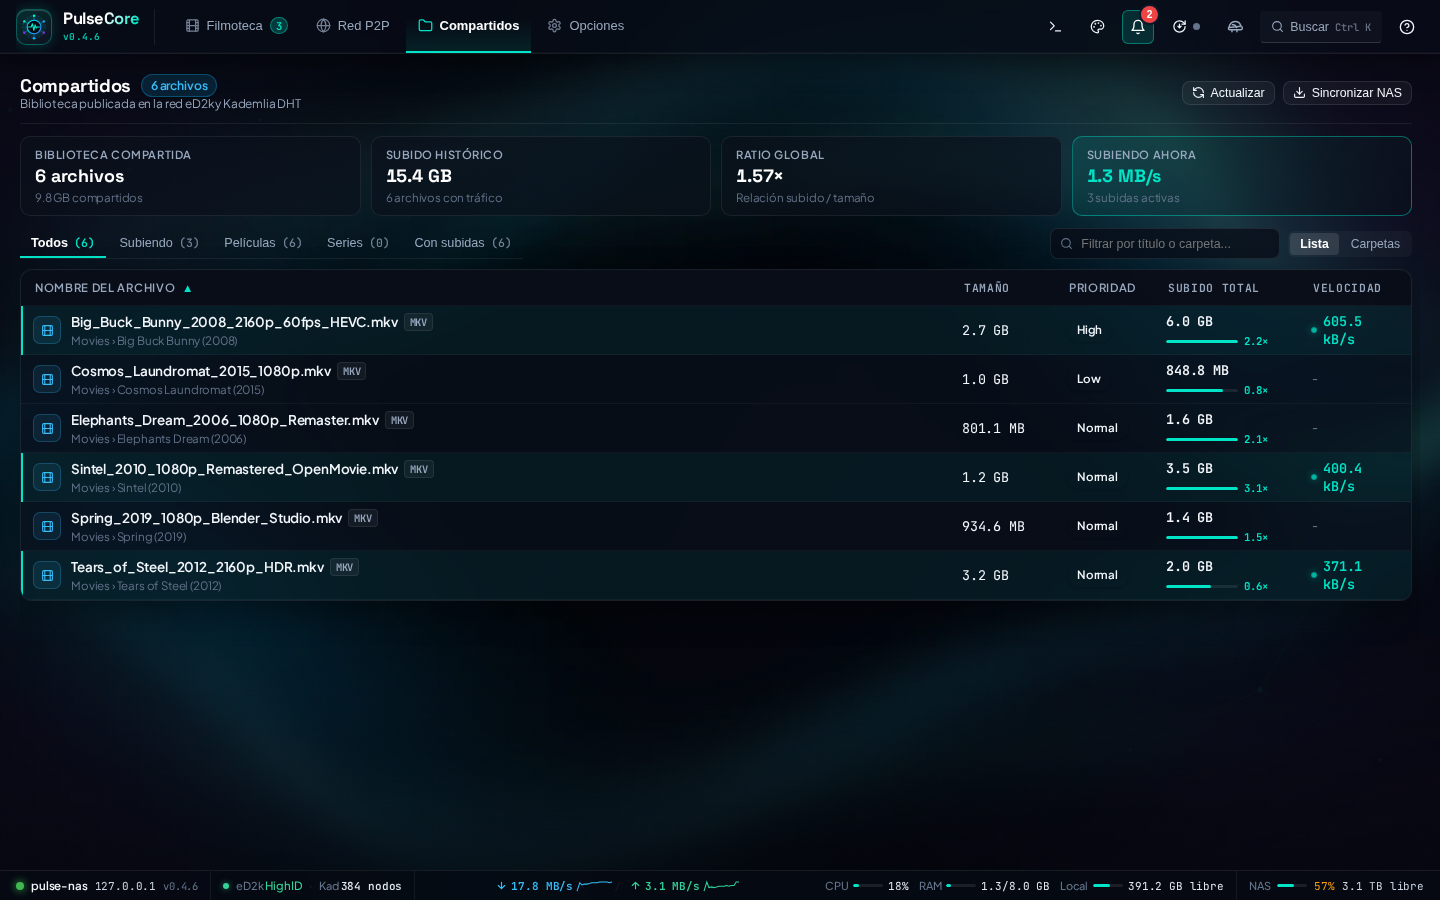 PulseCore
v0.4.6
Filmoteca 3
Red P2P
Compartidos
Opciones
2
Buscar Ctrl K
Compartidos 6 archivos
Biblioteca publicada en la red eD2k y Kademlia DHT
Actualizar
Sincronizar NAS
BIBLIOTECA COMPARTIDA
6 archivos
9.8 GB compartidos
SUBIDO HISTÓRICO
15.4 GB
6 archivos con tráfico
RATIO GLOBAL
1.57×
Relación subido / tamaño
SUBIENDO AHORA
1.3 MB/s
3 subidas activas
Todos (6)
Subiendo (3)
Películas (6)
Series (0)
Con subidas (6)
Filtrar por título o carpeta...
Lista
Carpetas
NOMBRE DEL ARCHIVO ▲ TAMAÑO PRIORIDAD SUBIDO TOTAL VELOCIDAD
Big_Buck_Bunny_2008_2160p_60fps_HEVC.mkv MKV
Movies › Big Buck Bunny (2008)
2.7 GB
High
6.0 GB
2.2×
605.5
kB/s
Cosmos_Laundromat_2015_1080p.mkv MKV
Movies › Cosmos Laundromat (2015)
1.0 GB
Low
848.8 MB
0.8×
-
Elephants_Dream_2006_1080p_Remaster.mkv MKV
Movies › Elephants Dream (2006)
801.1 MB
Normal
1.6 GB
2.1×
-
Sintel_2010_1080p_Remastered_OpenMovie.mkv MKV
Movies › Sintel (2010)
1.2 GB
Normal
3.5 GB
3.1×
400.4
kB/s
Spring_2019_1080p_Blender_Studio.mkv MKV
Movies › Spring (2019)
934.6 MB
Normal
1.4 GB
1.5×
-
Tears_of_Steel_2012_2160p_HDR.mkv MKV
Movies › Tears of Steel (2012)
3.2 GB
Normal
2.0 GB
0.6×
371.1
kB/s
pulse-nas 127.0.0.1 v0.4.6
eD2k HighID · Kad 384 nodos
↓ 17.8 MB/s / ↑ 3.1 MB/s
CPU 18% RAM 1.3/8.0 GB Local 391.2 GB libre
NAS 57% 3.1 TB libre